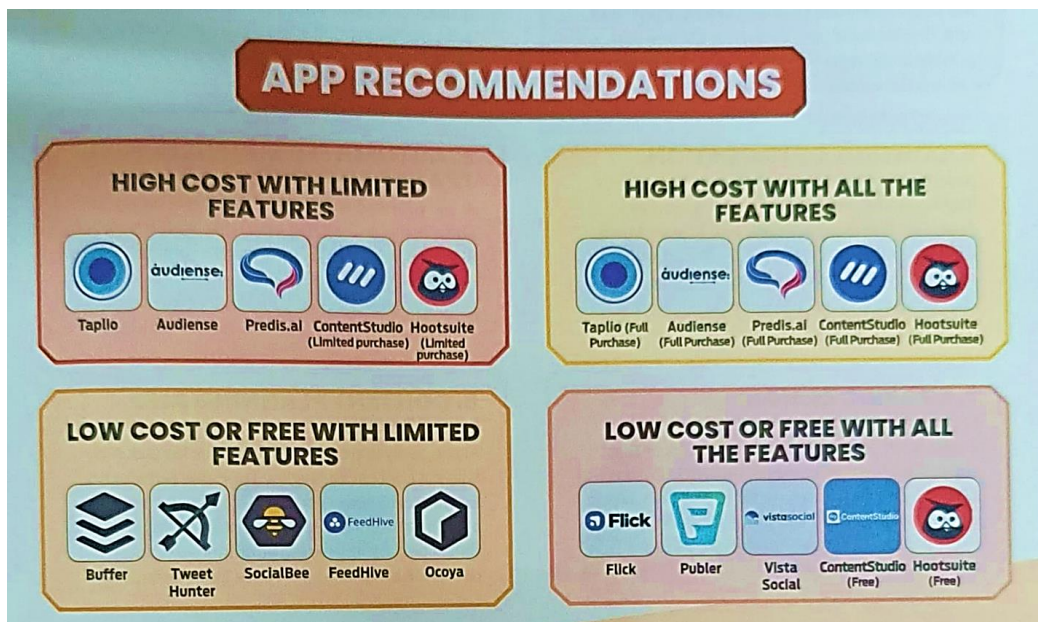 APP RECOMMENDATIONS
HIGH COST WITH LIMITED
FEATURES
audiense:
Taplio
Audiense
Predis.ai
ContentStudio
(Limited purchase)
Hootsuite
(Limited
purchase)
HIGH COST WITH ALL THE
FEATURES
audiense:
Taplio (Full
Purchase)
Audiense
(Full Purchase)
Predis.ai
(Full Purchase)
ContentStudio
(Full Purchase)
Hootsuite
(Full Purchase)
LOW COST OR FREE WITH LIMITED
FEATURES
FeedHive
Buffer
Tweet
Hunter
SocialBee
FeedHive
Ocoya
LOW COST OR FREE WITH ALL
THE FEATURES
Flick
P
vistasocial
ContentStudio
Flick
Publer
Vista
Social
ContentStudio
(Free)
Hootsuite
(Free)